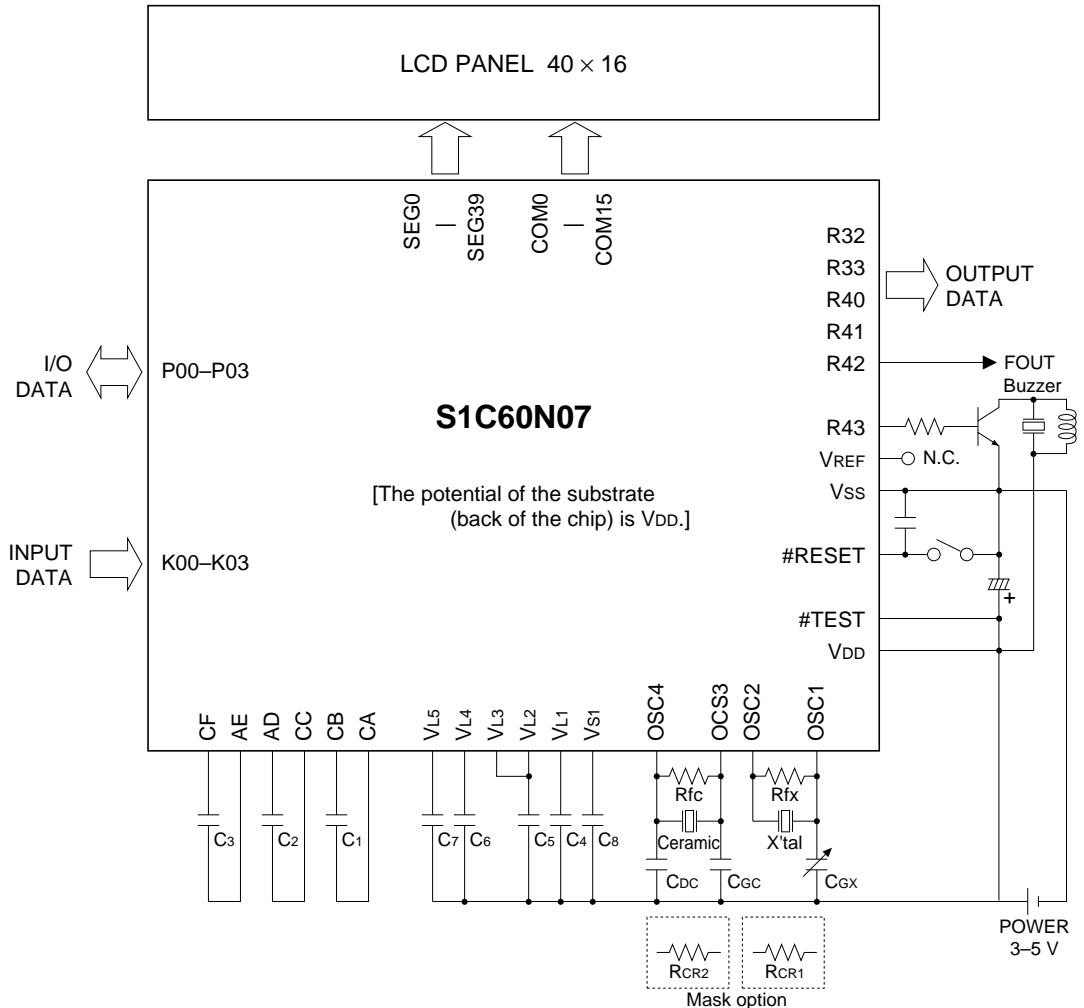 LCD PANEL 40 × 16
SEG0
—
SEG39
COM0
—
COM15
R32
R33
R40
R41
R42
R43
VREF
VSS
#RESET
#TEST
VDD
OUTPUT
DATA
FOUT
Buzzer
N.C.
+
I/O
DATA
P00–P03
S1C60N07
[The potential of the substrate
(back of the chip) is VDD.]
INPUT
DATA
K00–K03
CF
AE
AD
CC
CB
CA
VL5
VL4
VL3
VL2
VL1
VS1
OSC4
OCS3
OSC2
OSC1
Rfc
Rfx
C3
C2
C1
C7
C6
C5
C4
C8
Ceramic
X'tal
CDC
CGC
CGX
POWER
3–5 V
RCR2
RCR1
Mask option